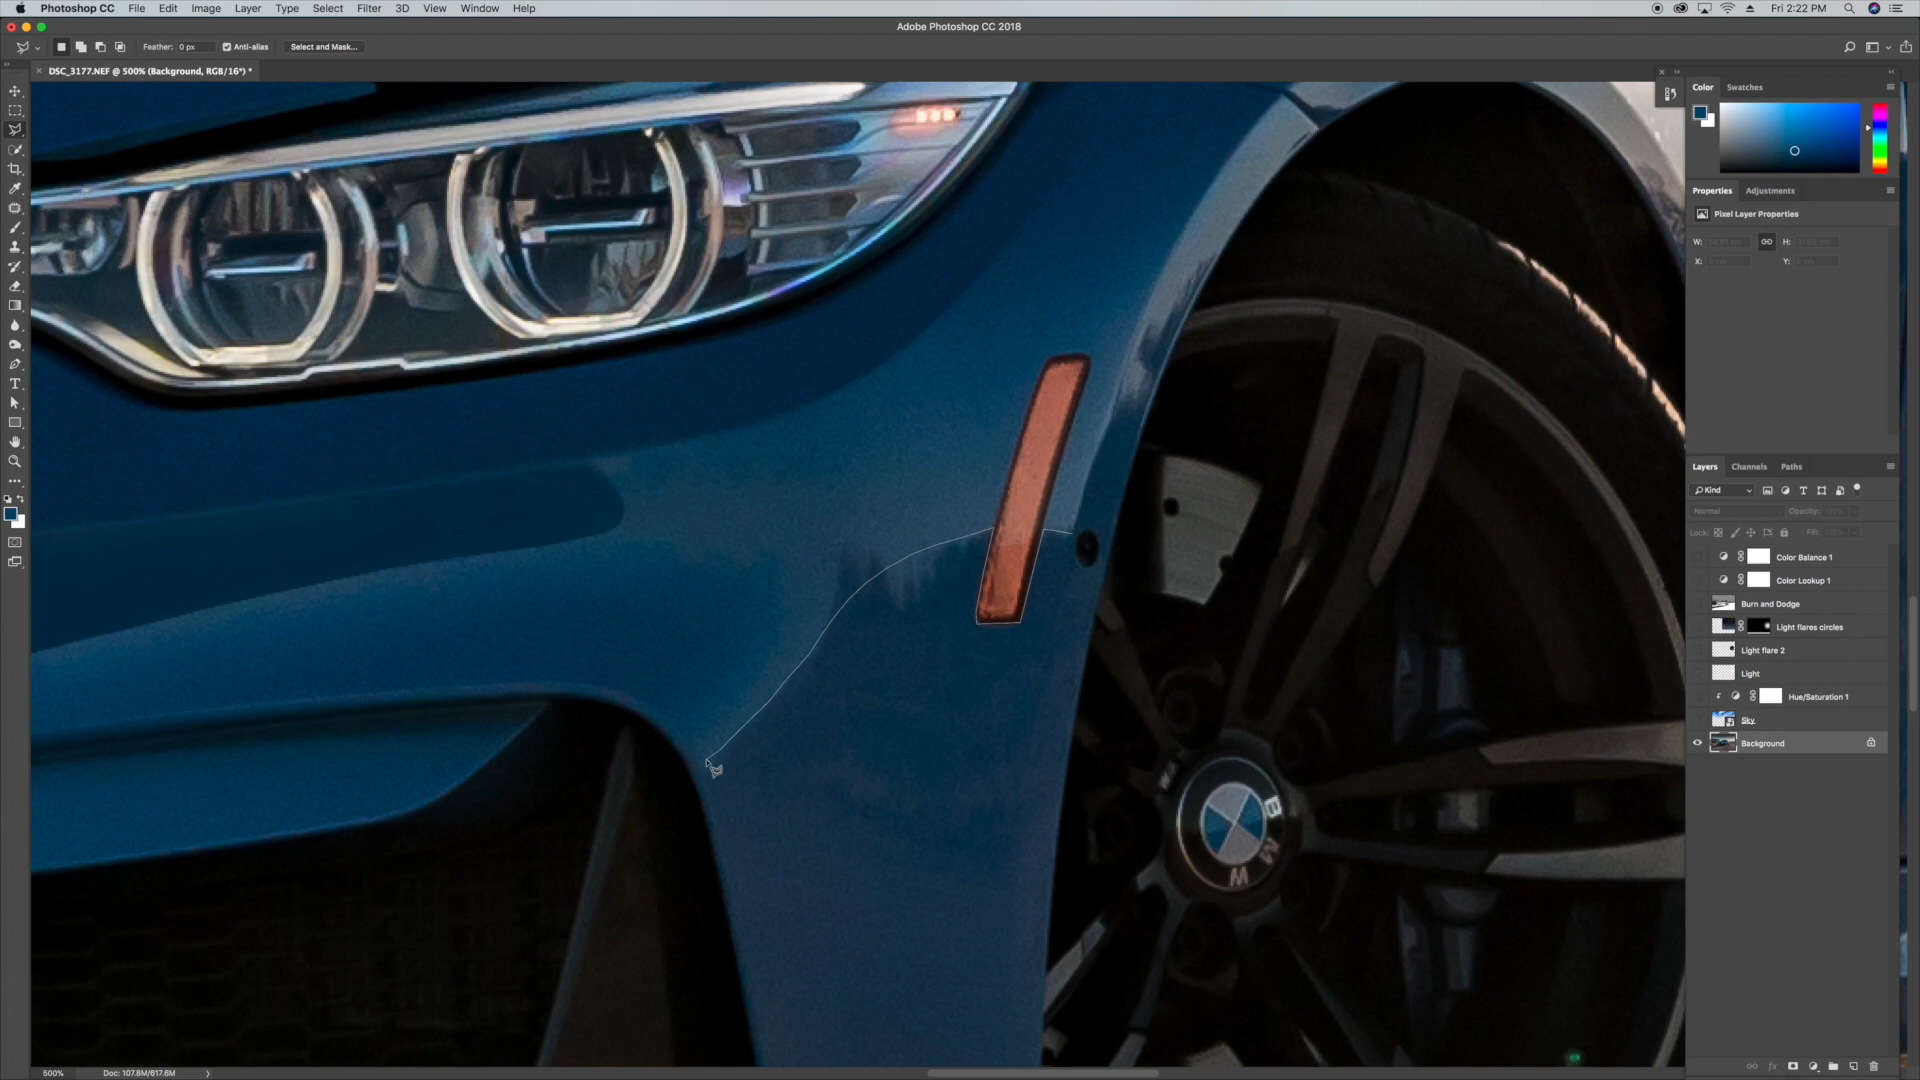 Photoshop CC File Edit Image Layer Type Select Filter 3D View Window Help Fri 2:22 PM
Adobe Photoshop CC 2018
Feather: 0 px Anti-alias Select and Mask...
DSC_3177.NEF @ 500% (Background, RGB/16*) *
Color Swatches
Properties Adjustments
Pixel Layer Properties
W: H:
X: Y:
Layers Channels Paths
Kind
Normal Opacity: 100%
Lock: Fill: 100%
Color Balance 1
Color Lookup 1
Burn and Dodge
Light flares circles
Light flare 2
Light
Hue/Saturation 1
Sky
Background
B M W
500% Doc: 107.8M/617.6M